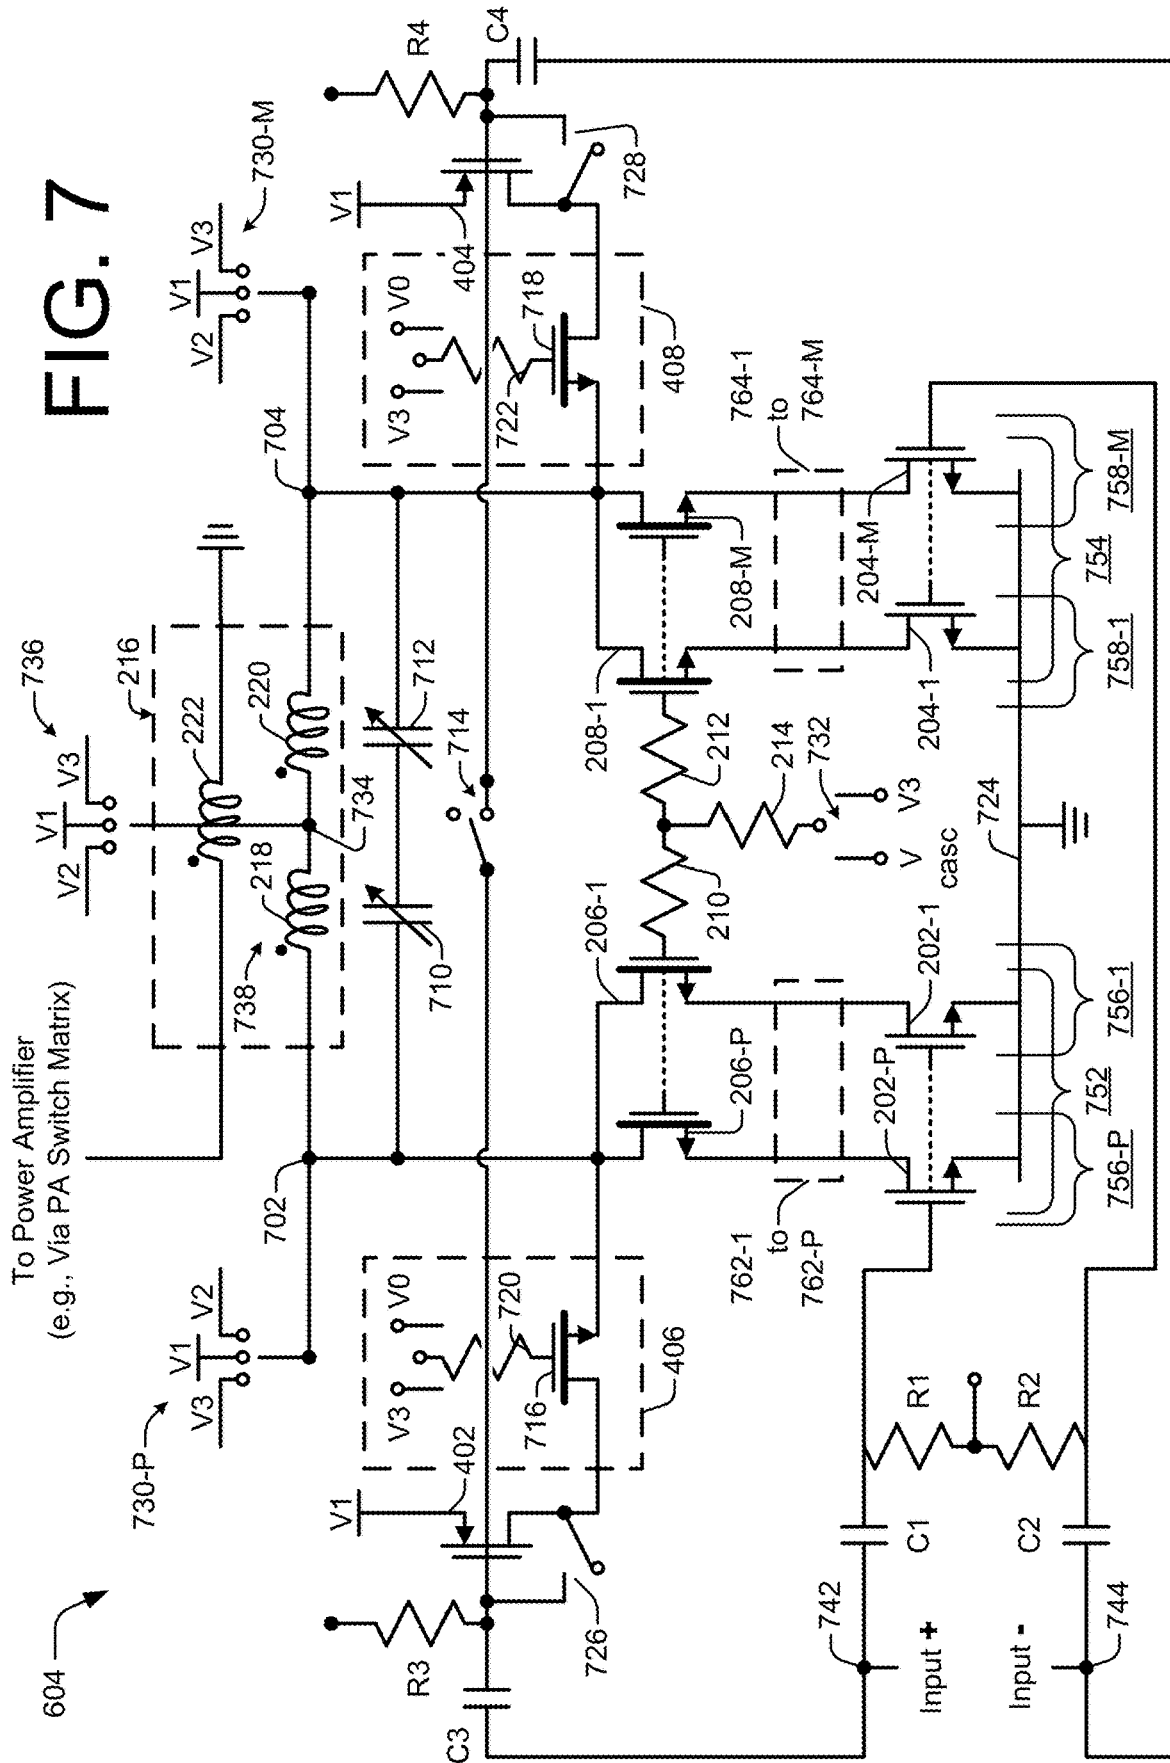 FIG. 7
604
To Power Amplifier
(e.g., Via PA Switch Matrix)
730-P
V3
V1
V2
736
V2
V1
V3
730-M
V2
V1
V3
216
222
702
704
738
218
220
734
R3
C3
V1
402
V3
V0
720
716
406
726
710
714
712
V3
V0
722
718
408
V1
404
728
R4
C4
206-1
206-P
208-1
208-M
210
212
214
732
V
casc
V3
762-1
to
762-P
764-1
to
764-M
202-P
202-1
204-1
204-M
724
756-P
752
756-1
758-1
754
758-M
742
Input +
Input -
744
C1
C2
R1
R2